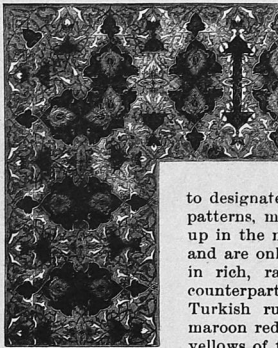 to designate
patterns, m
up in the m
and are onl
in rich, ra
counterpart
Turkish ru
maroon red
yellows of